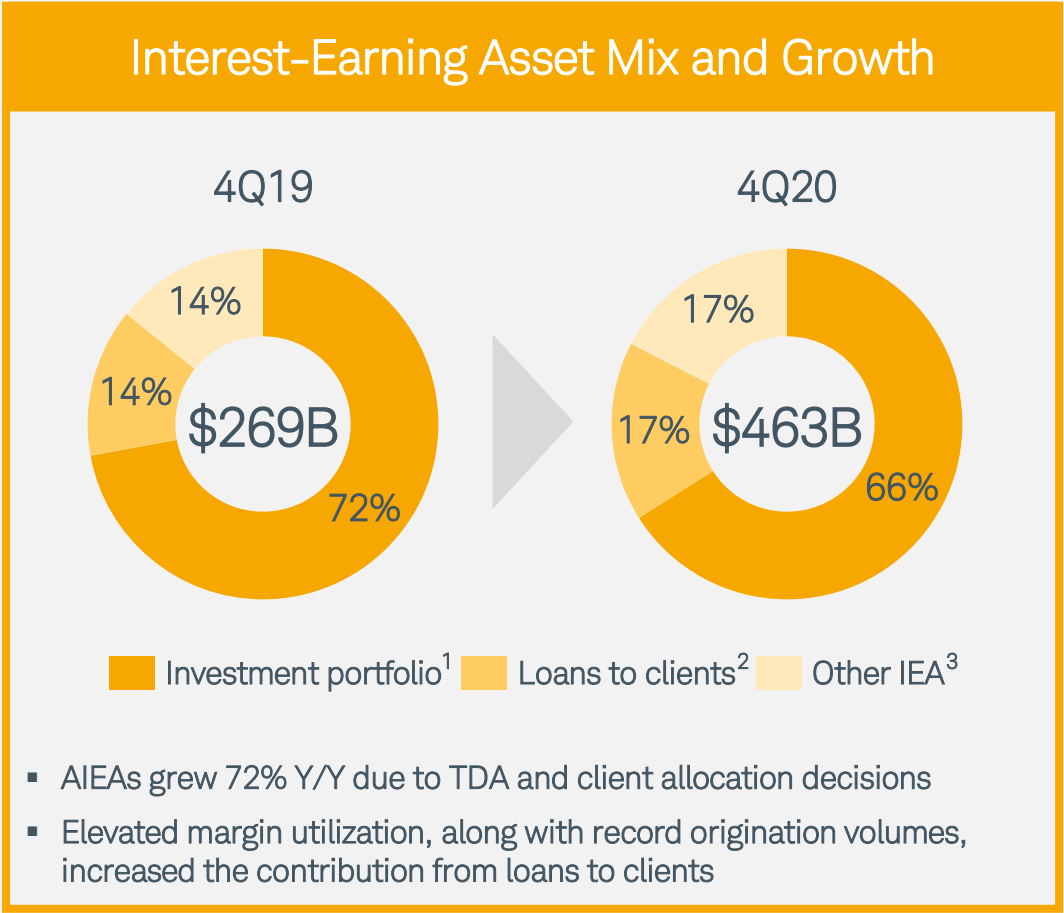 Interest-Earning Asset Mix and Growth
4Q19
4Q20
14%
14%
$269B
72%
17%
17%
$463B
66%
Investment portfolio¹ Loans to clients² Other IEA³
▪ AIEAs grew 72% Y/Y due to TDA and client allocation decisions
▪ Elevated margin utilization, along with record origination volumes,
increased the contribution from loans to clients